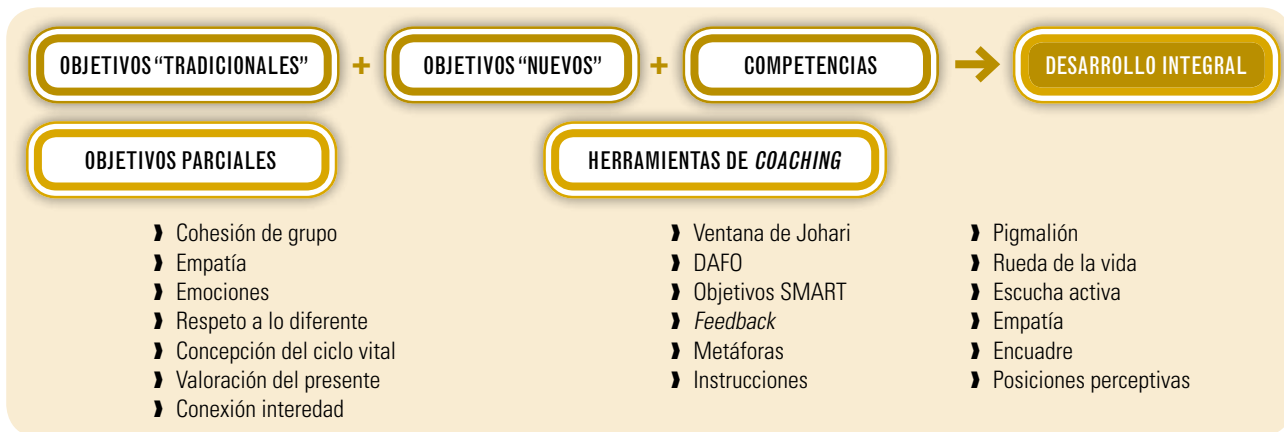 OBJETIVOS “TRADICIONALES” + OBJETIVOS “NUEVOS” + COMPETENCIAS → DESARROLLO INTEGRAL
OBJETIVOS PARCIALES
❱ Cohesión de grupo
❱ Empatía
❱ Emociones
❱ Respeto a lo diferente
❱ Concepción del ciclo vital
❱ Valoración del presente
❱ Conexión interedad
HERRAMIENTAS DE COACHING
❱ Ventana de Johari
❱ DAFO
❱ Objetivos SMART
❱ Feedback
❱ Metáforas
❱ Instrucciones
❱ Pigmalión
❱ Rueda de la vida
❱ Escucha activa
❱ Empatía
❱ Encuadre
❱ Posiciones perceptivas